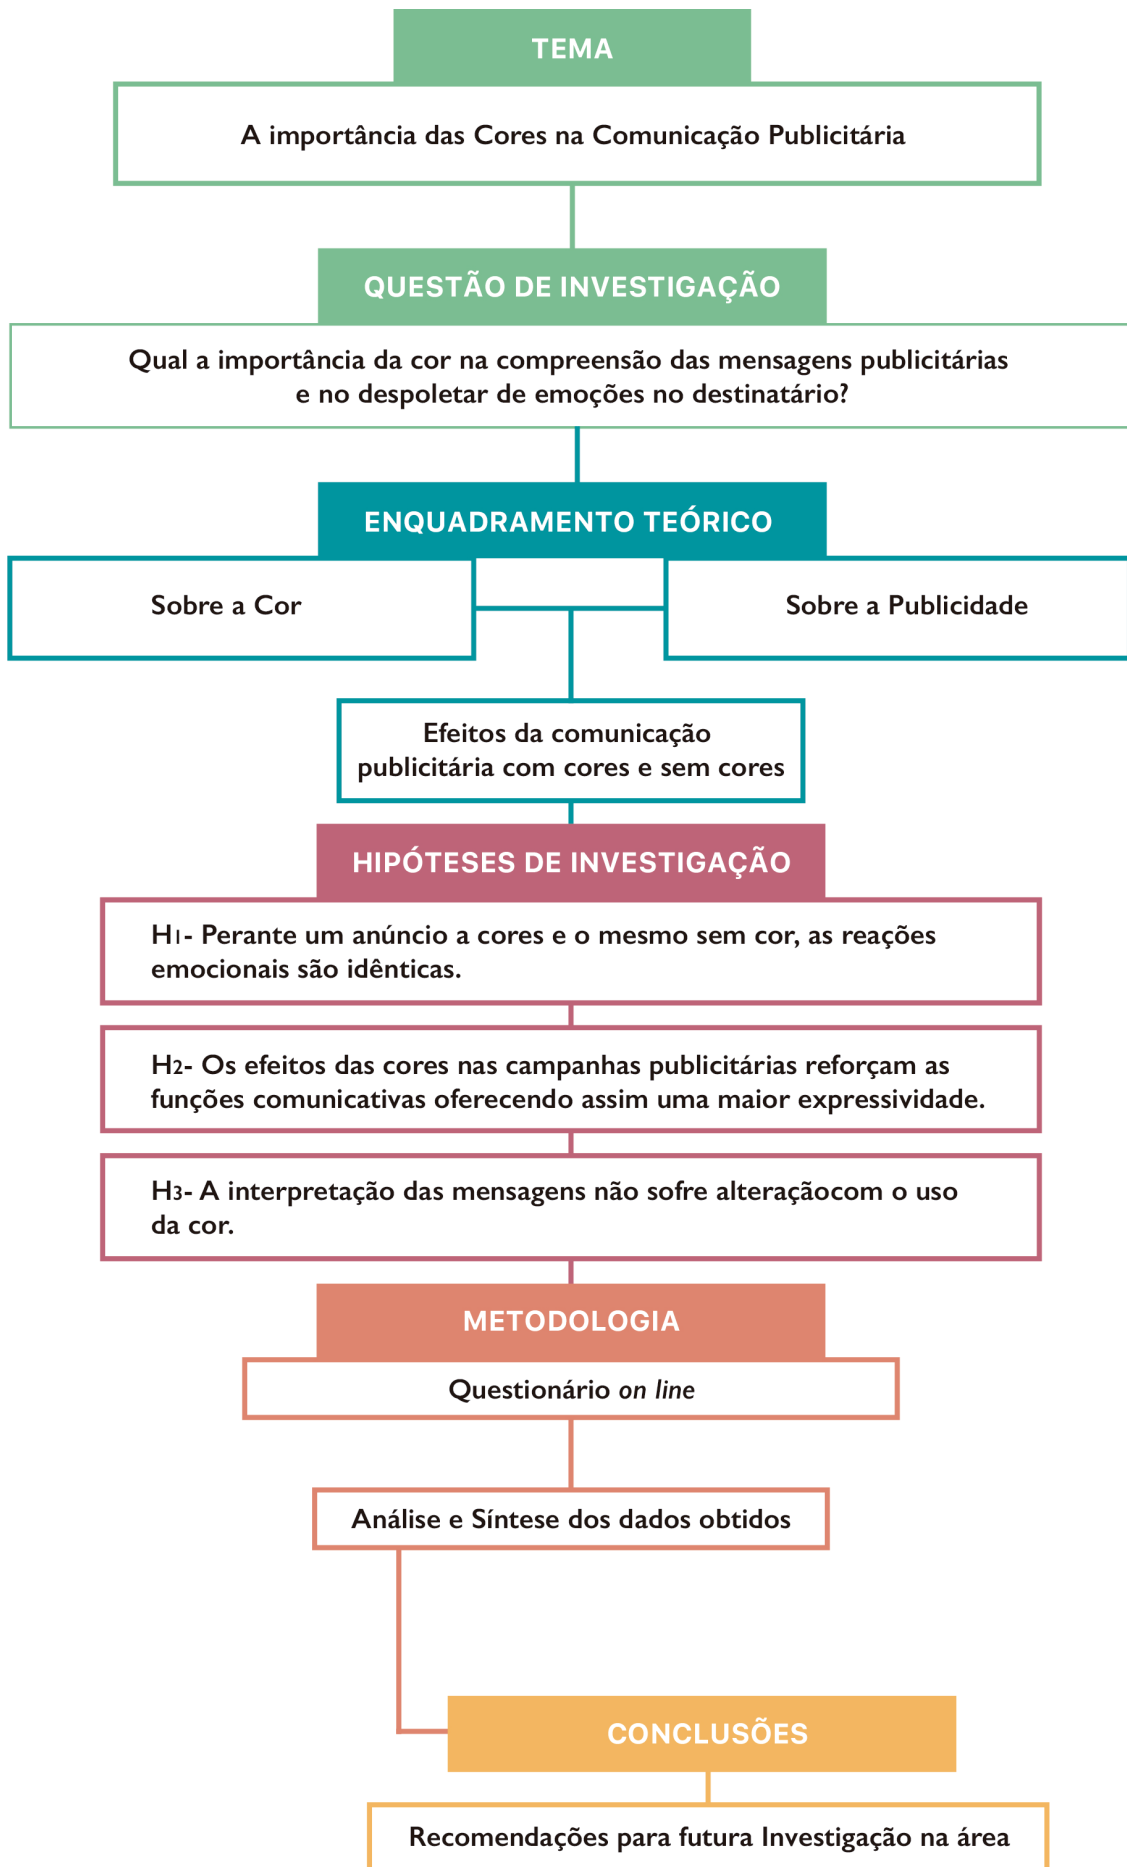 TEMA
A importância das Cores na Comunicação Publicitária
QUESTÃO DE INVESTIGAÇÃO
Qual a importância da cor na compreensão das mensagens publicitárias
e no despoletar de emoções no destinatário?
ENQUADRAMENTO TEÓRICO
Sobre a Cor
Sobre a Publicidade
Efeitos da comunicação
publicitária com cores e sem cores
HIPÓTESES DE INVESTIGAÇÃO
H1- Perante um anúncio a cores e o mesmo sem cor, as reações
emocionais são idênticas.
H2- Os efeitos das cores nas campanhas publicitárias reforçam as
funções comunicativas oferecendo assim uma maior expressividade.
H3- A interpretação das mensagens não sofre alteraçãocom o uso
da cor.
METODOLOGIA
Questionário on line
Análise e Síntese dos dados obtidos
CONCLUSÕES
Recomendações para futura Investigação na área